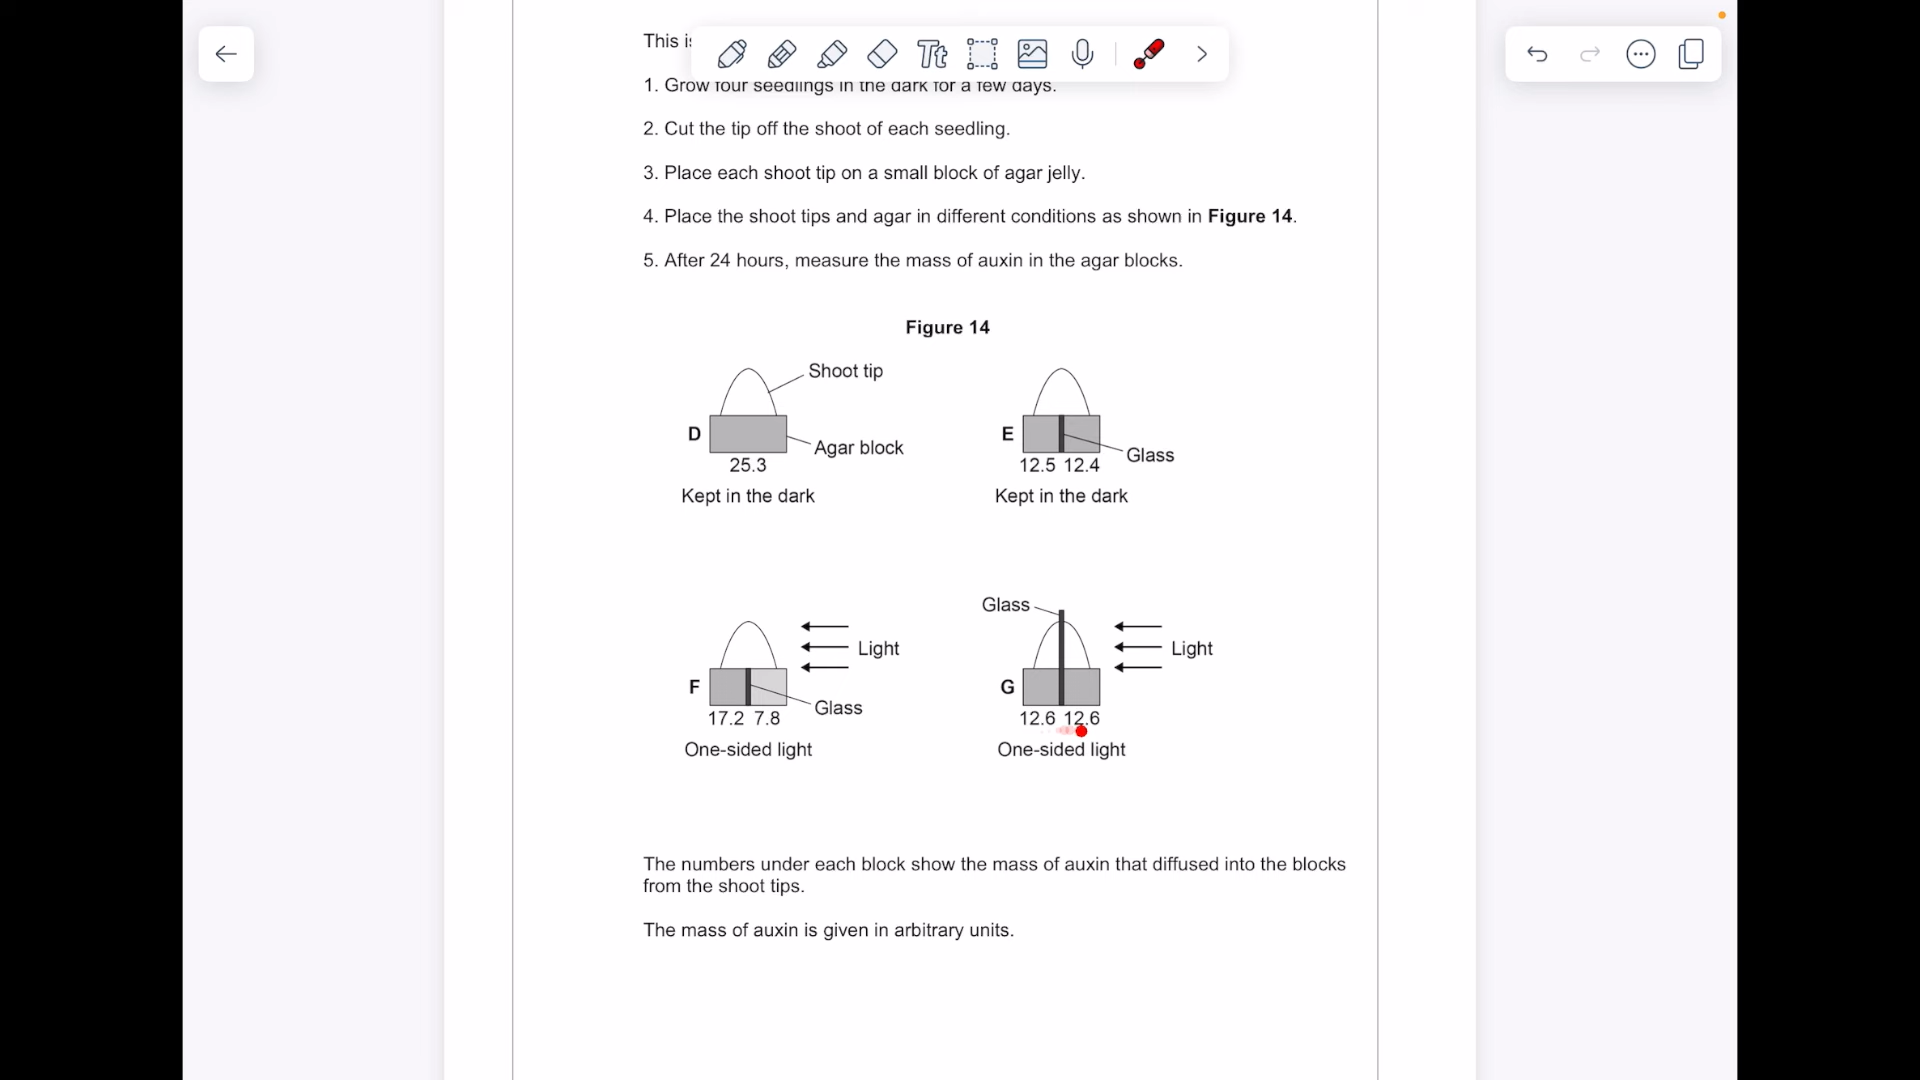 This is
1. Grow four seedlings in the dark for a few days.
2. Cut the tip off the shoot of each seedling.
3. Place each shoot tip on a small block of agar jelly.
4. Place the shoot tips and agar in different conditions as shown in Figure 14.
5. After 24 hours, measure the mass of auxin in the agar blocks.
Figure 14
Shoot tip
D
Agar block
25.3
Kept in the dark
E
Glass
12.5 12.4
Kept in the dark
Light
F
Glass
17.2 7.8
One-sided light
Glass
Light
G
12.6 12.6
One-sided light
The numbers under each block show the mass of auxin that diffused into the blocks
from the shoot tips.
The mass of auxin is given in arbitrary units.
Tt